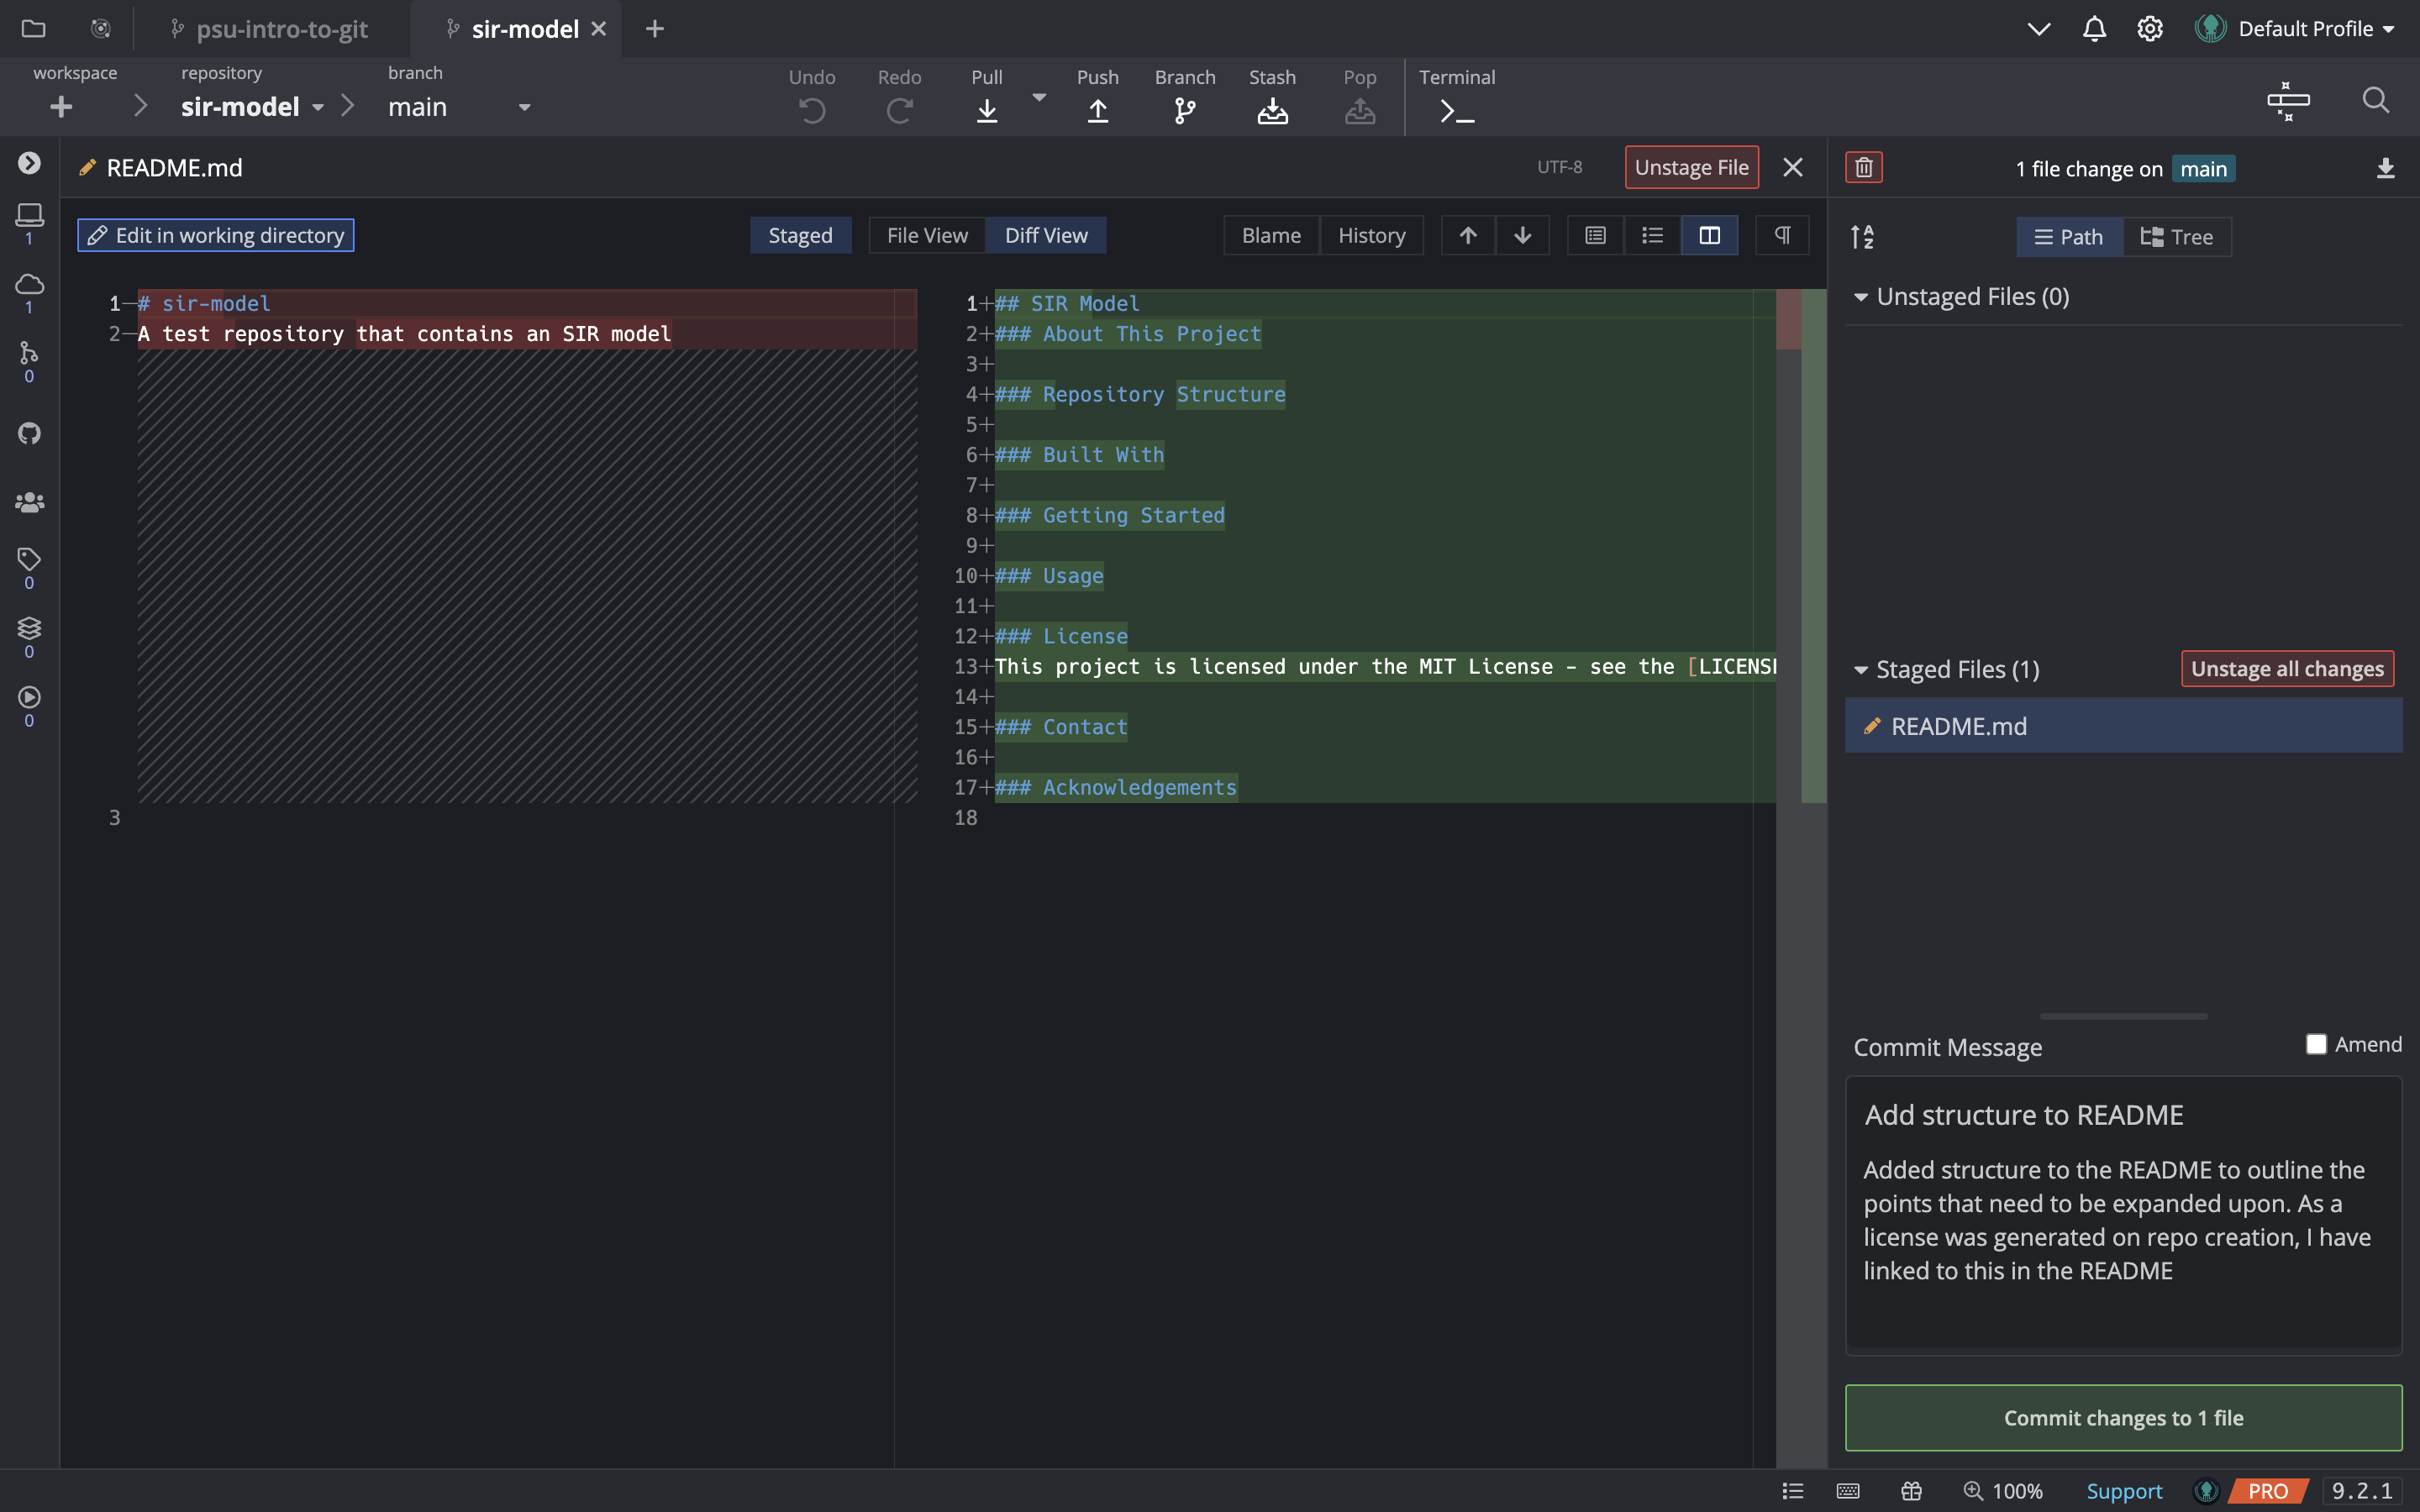 psu-intro-to-git
sir-model
Default Profile
workspace
repository
branch
sir-model
main
Undo
Redo
Pull
Push
Branch
Stash
Pop
Terminal
README.md
UTF-8
Unstage File
1 file change on main
Edit in working directory
Staged
File View
Diff View
Blame
History
Path
Tree
1
1
0
0
0
0
1 # sir-model
2 A test repository that contains an SIR model
3
1 + ## SIR Model
2 + ### About This Project
3 +
4 + ### Repository Structure
5 +
6 + ### Built With
7 +
8 + ### Getting Started
9 +
10 + ### Usage
11 +
12 + ### License
13 + This project is licensed under the MIT License - see the [LICENS
14 +
15 + ### Contact
16 +
17 + ### Acknowledgements
18
Unstaged Files (0)
Staged Files (1)
Unstage all changes
README.md
Commit Message
Amend
Add structure to README
Added structure to the README to outline the
points that need to be expanded upon. As a
license was generated on repo creation, I have
linked to this in the README
Commit changes to 1 file
100%
Support
PRO
9.2.1